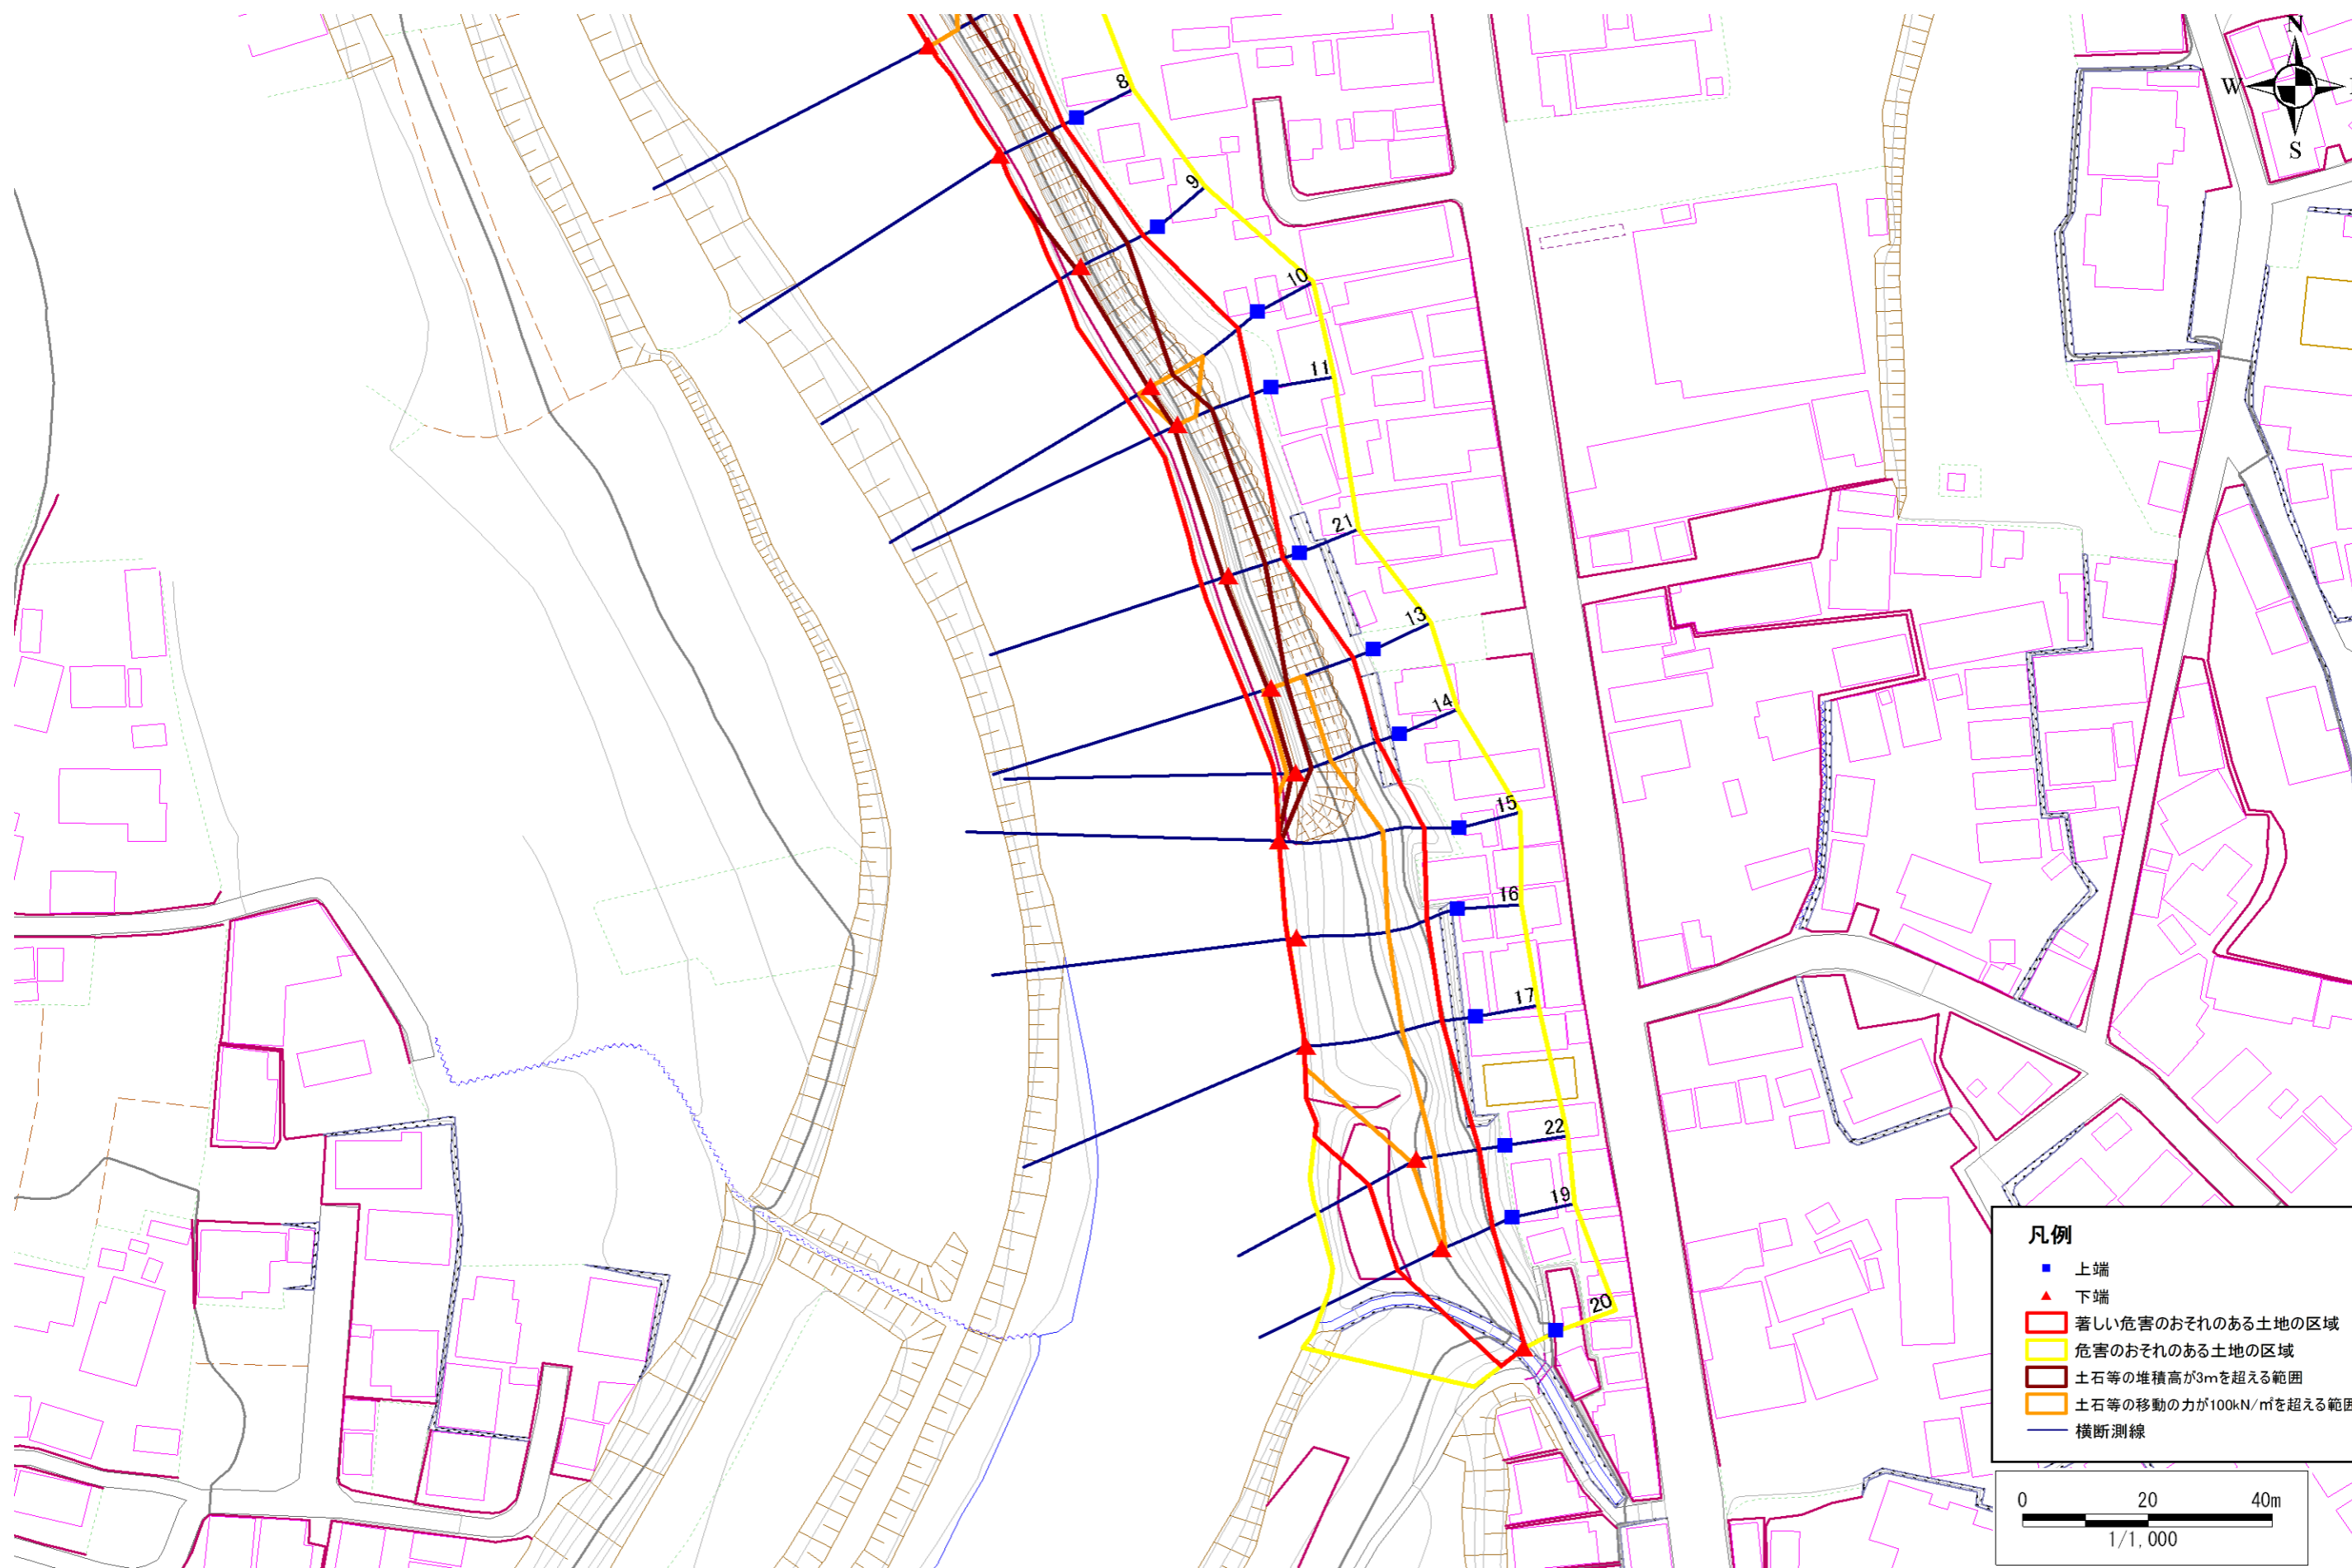 N
W
S
8
9
10
11
21
13
14
15
16
17
22
19
20
凡例
上端
下端
著しい危害のおそれのある土地の区域
危害のおそれのある土地の区域
土石等の堆積高が3mを超える範囲
土石等の移動の力が100kN/㎡を超える範囲
横断測線
0 20 40m
1/1,000